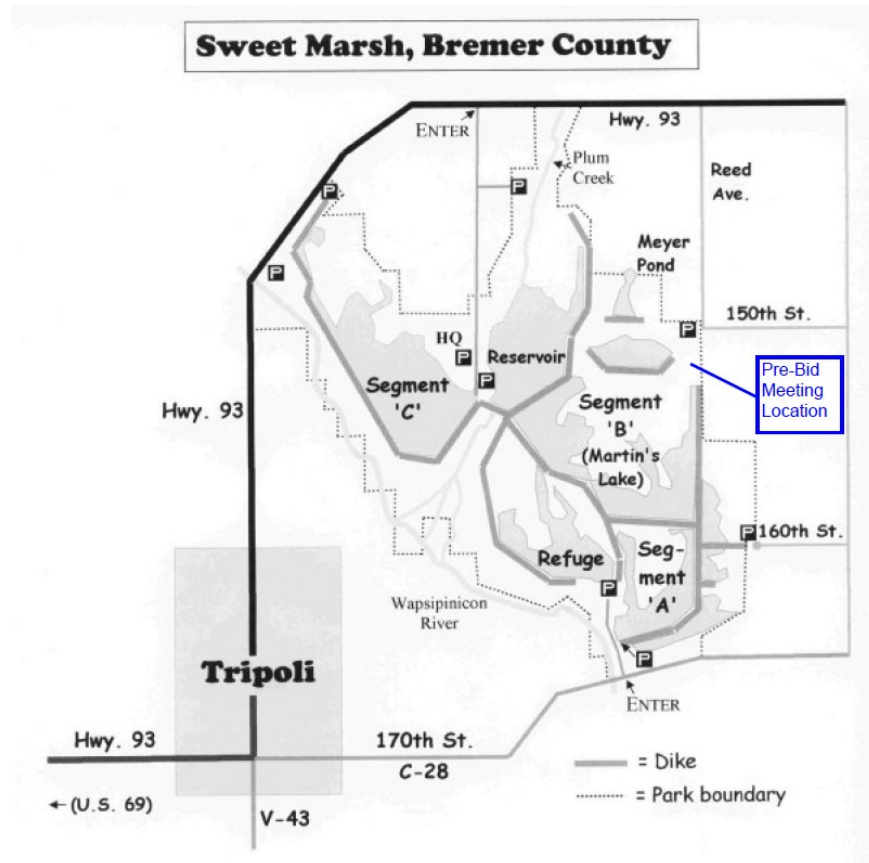 Sweet Marsh, Bremer County
ENTER
Hwy. 93
Plum
Creek
Reed
Ave.
P
P
Meyer
Pond
P
150th St.
P
HQ
P
Reservoir
P
Pre-Bid
Meeting
Location
Segment
'C'
Segment
'B'
(Martin's
Lake)
Hwy. 93
P
160th St.
Refuge
Seg-
ment
'A'
P
Wapsipinicon
River
P
Tripoli
ENTER
Hwy. 93
170th St.
C-28
= Dike
= Park boundary
←(U.S. 69)
V-43